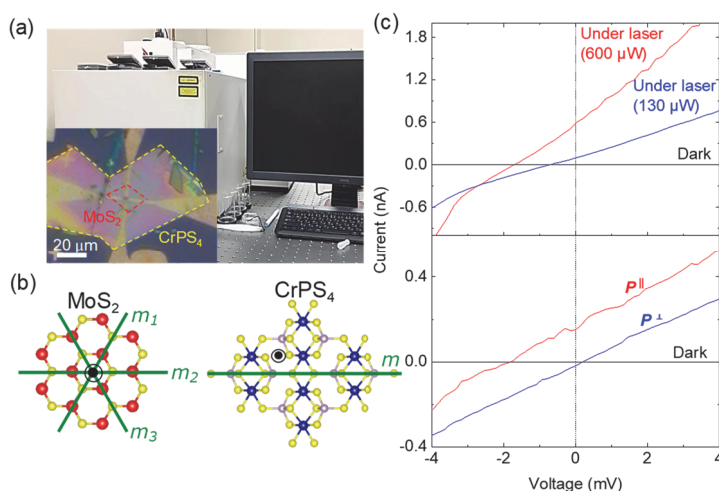 (a)
MoS₂
CrPS₄
20 μm
(b)
MoS₂
m₁
m₂
m₃
CrPS₄
m
(c)
Current (nA)
1.8
1.2
0.6
0.0
-0.6
Under laser
(600 μW)
Under laser
(130 μW)
Dark
0.4
0.0
-0.4
P∥
P⊥
Dark
-4 -2 0 2 4
Voltage (mV)